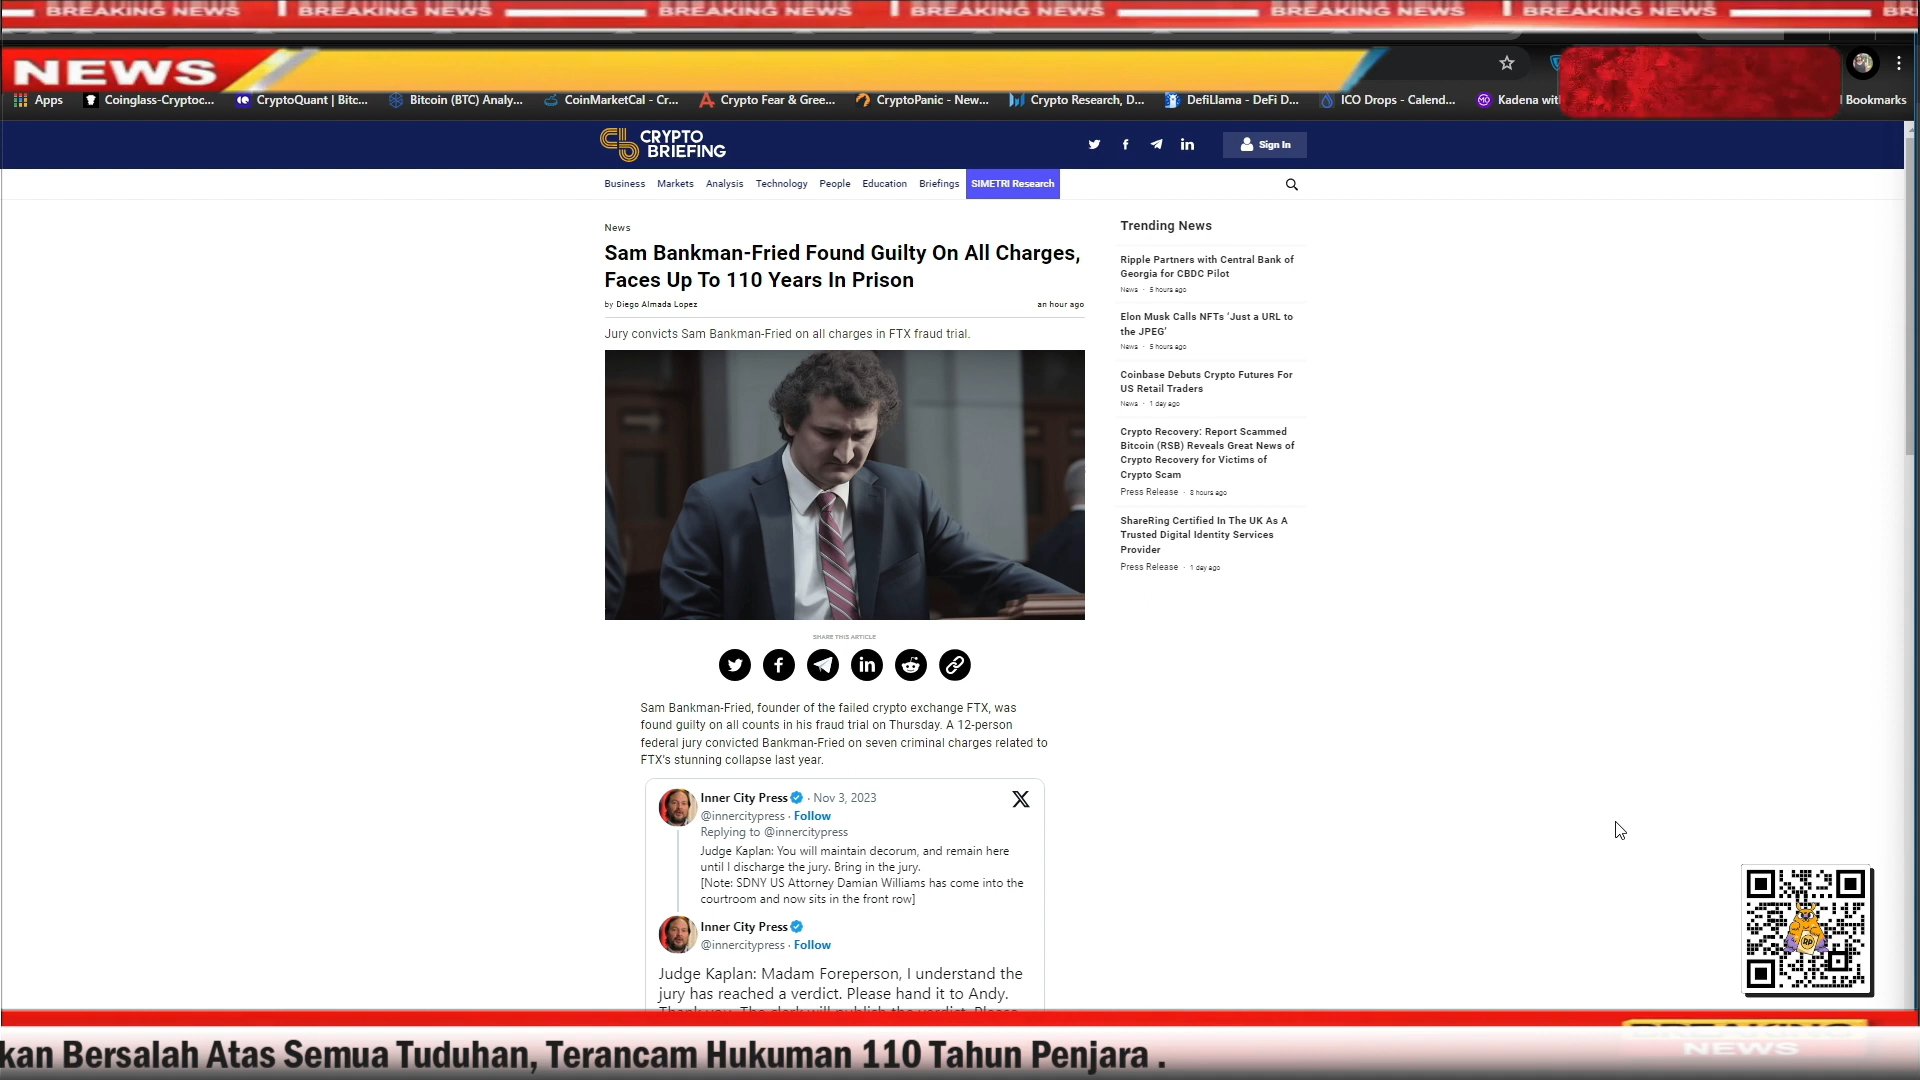 BREAKING NEWS BREAKING NEWS BREAKING NEWS BREAKING NEWS BREAKING NEWS BREAKING NEWS
NEWS
Apps Coinglass-Cryptoc... CryptoQuant | Bitc... Bitcoin (BTC) Analy... CoinMarketCal - Cr... Crypto Fear & Gree... CryptoPanic - New... Crypto Research, D... DefiLlama - DeFi D... ICO Drops - Calend... Kadena wit Bookmarks
CRYPTO
BRIEFING
Sign In
Business Markets Analysis Technology People Education Briefings SIMETRI Research
News
Sam Bankman-Fried Found Guilty On All Charges,
Faces Up To 110 Years In Prison
by Diego Almada Lopez an hour ago
Jury convicts Sam Bankman-Fried on all charges in FTX fraud trial.
SHARE THIS ARTICLE
Sam Bankman-Fried, founder of the failed crypto exchange FTX, was
found guilty on all counts in his fraud trial on Thursday. A 12-person
federal jury convicted Bankman-Fried on seven criminal charges related to
FTX's stunning collapse last year.
Inner City Press · Nov 3, 2023
@innercitypress · Follow
Replying to @innercitypress
Judge Kaplan: You will maintain decorum, and remain here
until I discharge the jury. Bring in the jury.
[Note: SDNY US Attorney Damian Williams has come into the
courtroom and now sits in the front row]
Inner City Press
@innercitypress · Follow
Judge Kaplan: Madam Foreperson, I understand the
jury has reached a verdict. Please hand it to Andy.
Trending News
Ripple Partners with Central Bank of
Georgia for CBDC Pilot
News · 5 hours ago
Elon Musk Calls NFTs ‘Just a URL to
the JPEG’
News · 5 hours ago
Coinbase Debuts Crypto Futures For
US Retail Traders
News · 1 day ago
Crypto Recovery: Report Scammed
Bitcoin (RSB) Reveals Great News of
Crypto Recovery for Victims of
Crypto Scam
Press Release · 8 hours ago
ShareRing Certified In The UK As A
Trusted Digital Identity Services
Provider
Press Release · 1 day ago
RP
kan Bersalah Atas Semua Tuduhan, Terancam Hukuman 110 Tahun Penjara .
BREAKING
NEWS